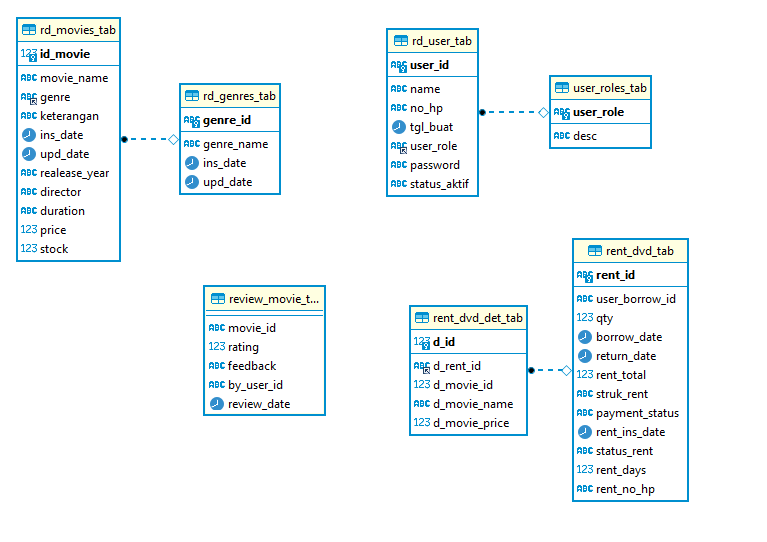 rd_movies_tab
123 id_movie
ABC movie_name
ABC genre
ABC keterangan
ins_date
upd_date
ABC realease_year
ABC director
ABC duration
123 price
123 stock
rd_genres_tab
ABC genre_id
ABC genre_name
ins_date
upd_date
rd_user_tab
ABC user_id
ABC name
ABC no_hp
tgl_buat
ABC user_role
ABC password
ABC status_aktif
user_roles_tab
ABC user_role
ABC desc
review_movie_t...
ABC movie_id
123 rating
ABC feedback
ABC by_user_id
review_date
rent_dvd_det_tab
123 d_id
ABC d_rent_id
123 d_movie_id
ABC d_movie_name
123 d_movie_price
rent_dvd_tab
ABC rent_id
ABC user_borrow_id
123 qty
borrow_date
return_date
123 rent_total
ABC struk_rent
ABC payment_status
rent_ins_date
ABC status_rent
123 rent_days
ABC rent_no_hp